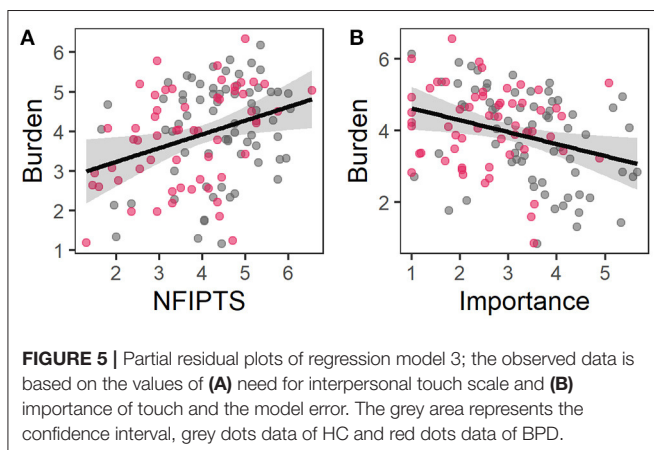 A
B
6
5
4
3
2
1
Burden
2
3
4
5
6
NFIPTS
6
4
2
Burden
1
2
3
4
5
Importance
FIGURE 5 | Partial residual plots of regression model 3; the observed data is
based on the values of (A) need for interpersonal touch scale and (B)
importance of touch and the model error. The grey area represents the
confidence interval, grey dots data of HC and red dots data of BPD.